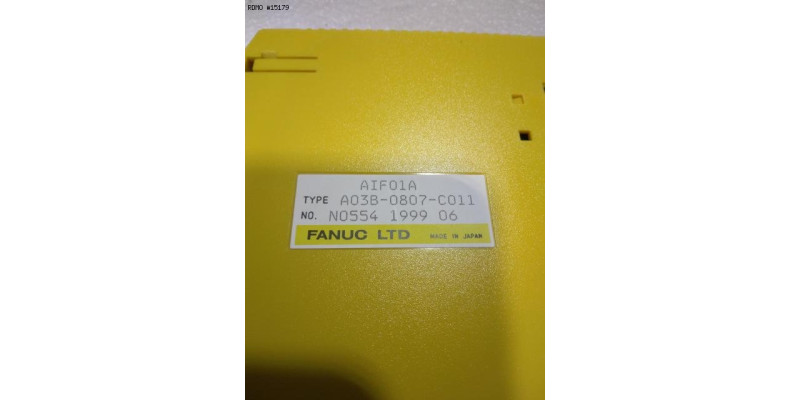 RDMO W15179
AIF01A
TYPE A03B-0807-C011
NO. N0554 1999 06
FANUC LTD MADE IN JAPAN